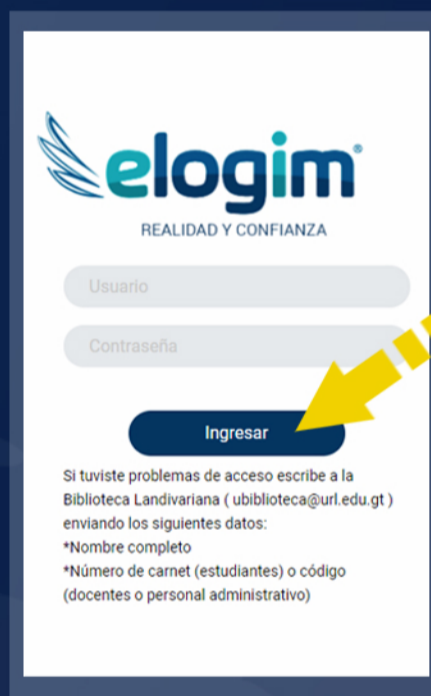 elogim®
REALIDAD Y CONFIANZA
Usuario
Contraseña
Ingresar
Si tuviste problemas de acceso escribe a la
Biblioteca Landivariana ( ubiblioteca@url.edu.gt )
enviando los siguientes datos:
*Nombre completo
*Número de carnet (estudiantes) o código
(docentes o personal administrativo)